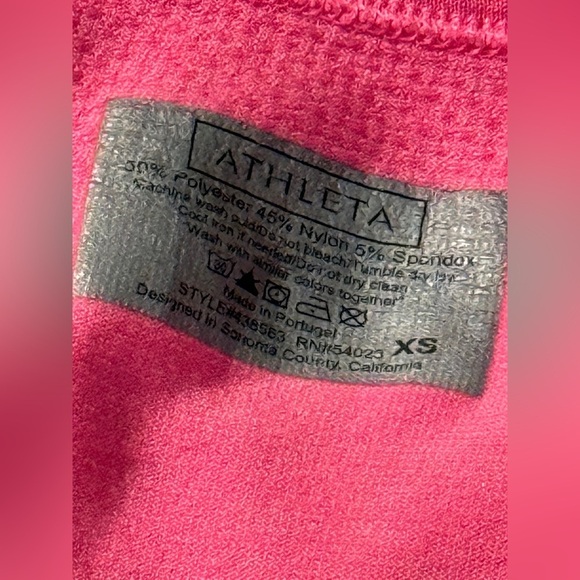 ATHLETA
50% Polyester 45% Nylon 5% Spandex
Machine wash cold/Do not bleach/Tumble dry low
Cool iron if needed/Do not dry clean
"Wash with similar colors together"
Made in Portugal
STYLE#438563 RN#54023 XS
Designed in Sonoma County, California